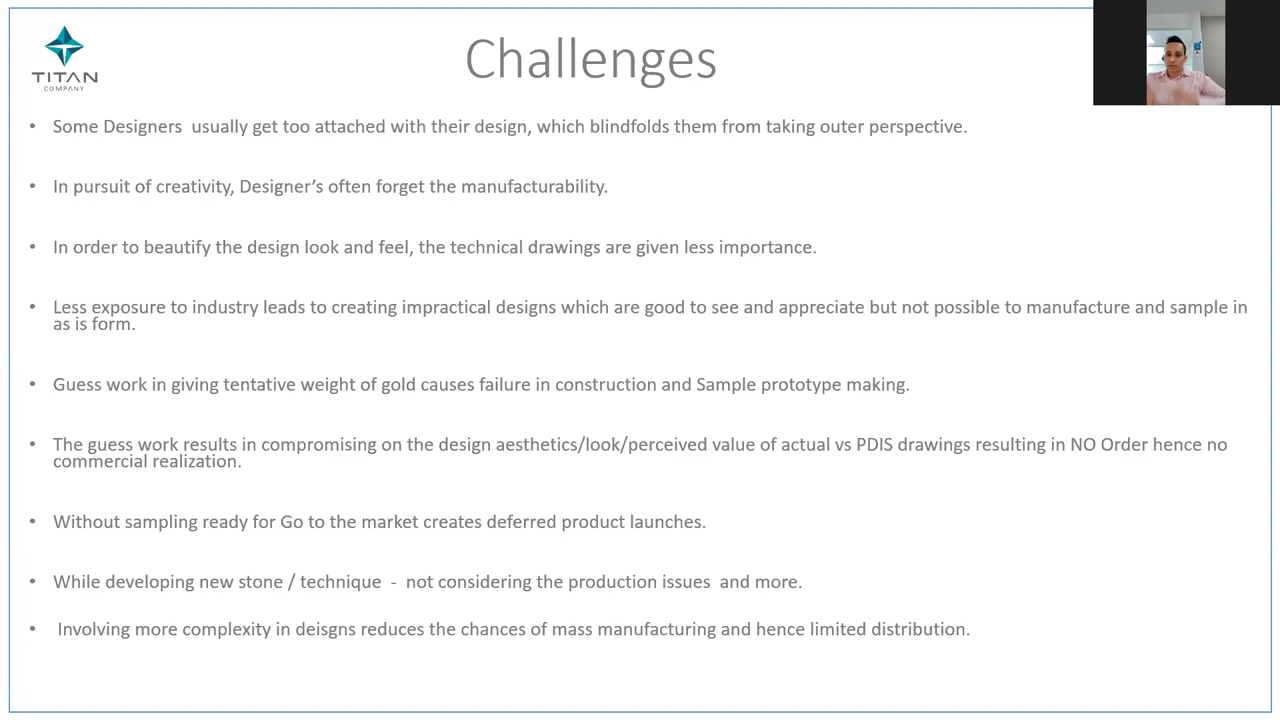 TITAN
COMPANY
Challenges
• Some Designers  usually get too attached with their design, which blindfolds them from taking outer perspective.
• In pursuit of creativity, Designer’s often forget the manufacturability.
• In order to beautify the design look and feel, the technical drawings are given less importance.
• Less exposure to industry leads to creating impractical designs which are good to see and appreciate but not possible to manufacture and sample in
as is form.
• Guess work in giving tentative weight of gold causes failure in construction and Sample prototype making.
• The guess work results in compromising on the design aesthetics/look/perceived value of actual vs PDIS drawings resulting in NO Order hence no
commercial realization.
• Without sampling ready for Go to the market creates deferred product launches.
• While developing new stone / technique  -  not considering the production issues  and more.
• Involving more complexity in deisgns reduces the chances of mass manufacturing and hence limited distribution.